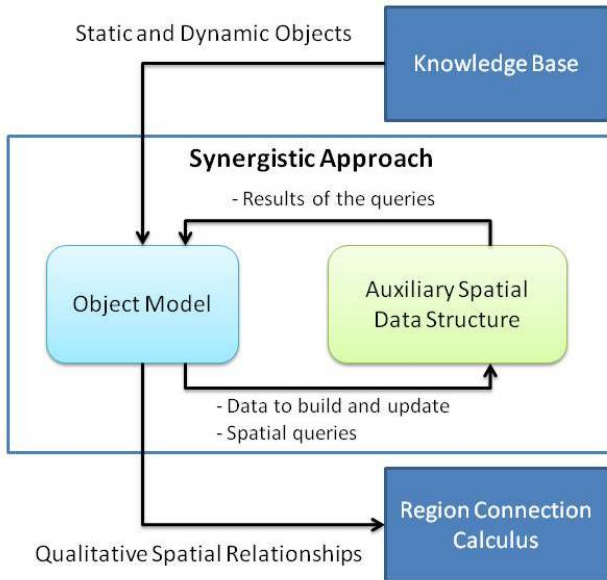 Static and Dynamic Objects
Knowledge Base
Synergistic Approach
- Results of the queries
Object Model
Auxiliary Spatial
Data Structure
- Data to build and update
- Spatial queries
Region Connection
Calculus
Qualitative Spatial Relationships